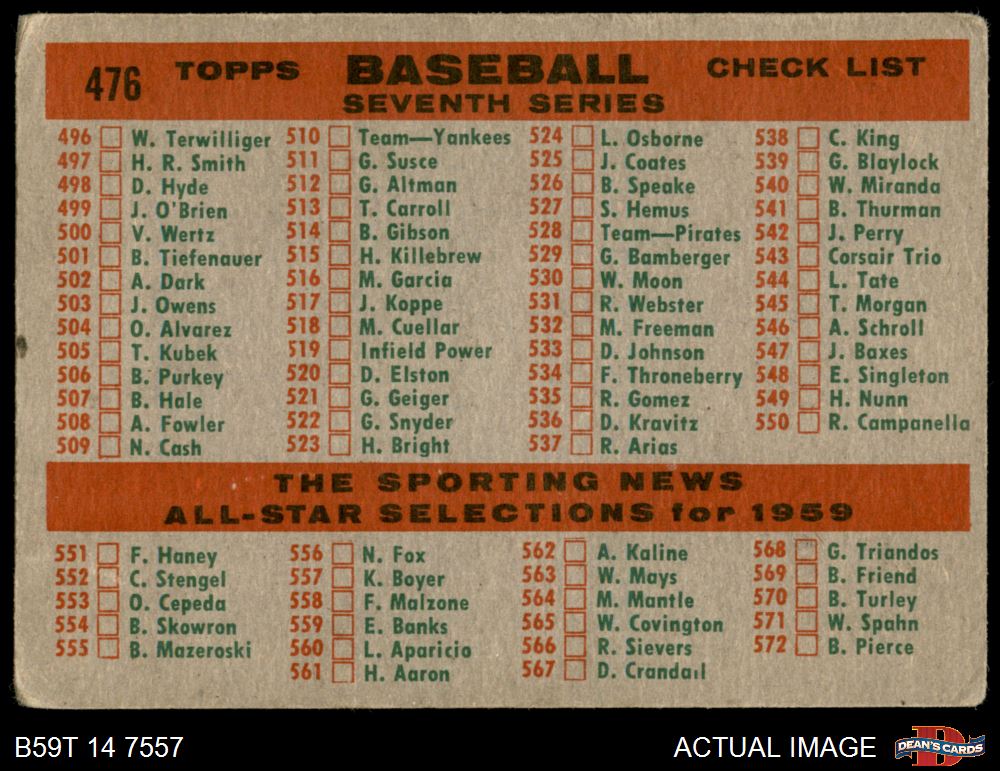 476 TOPPS BASEBALL CHECK LIST
SEVENTH SERIES
496 W. Terwilliger
497 H. R. Smith
498 D. Hyde
499 J. O'Brien
500 V. Wertz
501 B. Tiefenauer
502 A. Dark
503 J. Owens
504 O. Alvarez
505 T. Kubek
506 B. Purkey
507 B. Hale
508 A. Fowler
509 N. Cash
510 Team—Yankees
511 G. Susce
512 G. Altman
513 T. Carroll
514 B. Gibson
515 H. Killebrew
516 M. Garcia
517 J. Koppe
518 M. Cuellar
519 Infield Power
520 D. Elston
521 G. Geiger
522 G. Snyder
523 H. Bright
524 L. Osborne
525 J. Coates
526 B. Speake
527 S. Hemus
528 Team—Pirates
529 G. Bamberger
530 W. Moon
531 R. Webster
532 M. Freeman
533 D. Johnson
534 F. Throneberry
535 R. Gomez
536 D. Kravitz
537 R. Arias
538 C. King
539 G. Blaylock
540 W. Miranda
541 B. Thurman
542 J. Perry
543 Corsair Trio
544 L. Tate
545 T. Morgan
546 A. Schroll
547 J. Baxes
548 E. Singleton
549 H. Nunn
550 R. Campanella
THE SPORTING NEWS
ALL-STAR SELECTIONS for 1959
551 F. Haney
552 C. Stengel
553 O. Cepeda
554 B. Skowron
555 B. Mazeroski
556 N. Fox
557 K. Boyer
558 F. Malzone
559 E. Banks
560 L. Aparicio
561 H. Aaron
562 A. Kaline
563 W. Mays
564 M. Mantle
565 W. Covington
566 R. Sievers
567 D. Crandall
568 G. Triandos
569 B. Friend
570 B. Turley
571 W. Spahn
572 B. Pierce
B59T 14 7557
ACTUAL IMAGE
DEAN'S CARDS